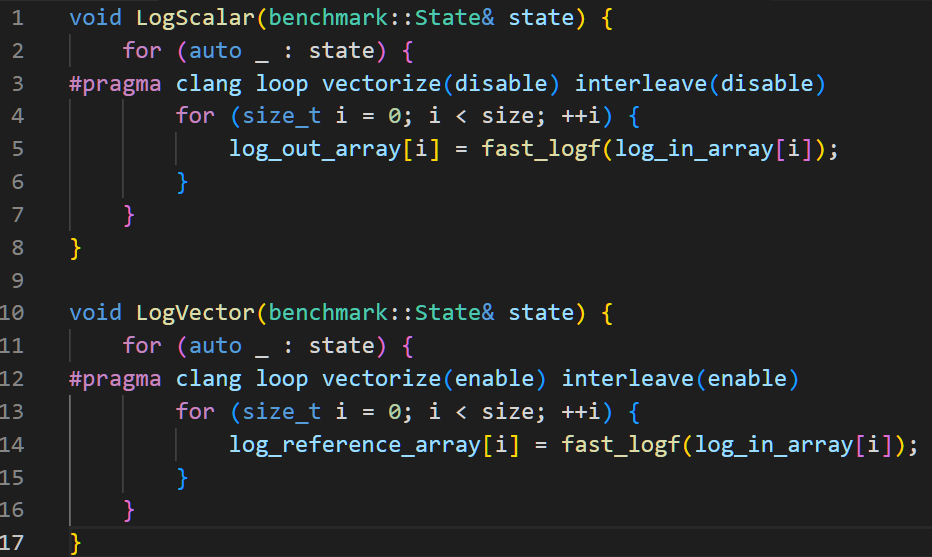 1 void LogScalar(benchmark::State& state) {
2     for (auto _ : state) {
3 #pragma clang loop vectorize(disable) interleave(disable)
4         for (size_t i = 0; i < size; ++i) {
5             log_out_array[i] = fast_logf(log_in_array[i]);
6         }
7     }
8 }
9
10 void LogVector(benchmark::State& state) {
11     for (auto _ : state) {
12 #pragma clang loop vectorize(enable) interleave(enable)
13         for (size_t i = 0; i < size; ++i) {
14             log_reference_array[i] = fast_logf(log_in_array[i]);
15         }
16     }
17 }